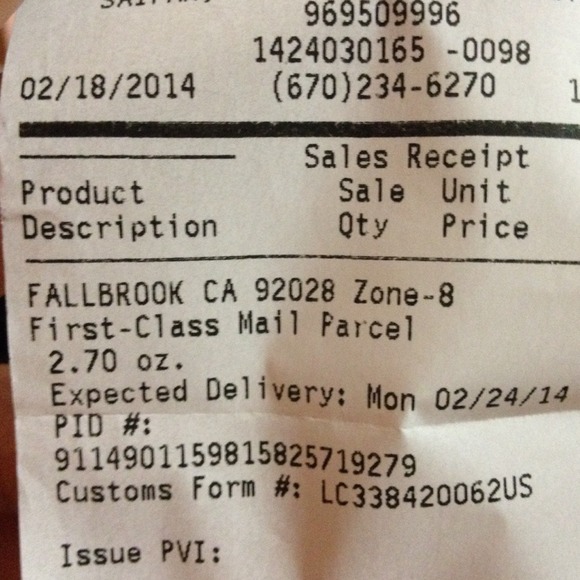 969509996
1424030165 -0098
02/18/2014 (670)234-6270 1
Sales Receipt
Product Sale Unit
Description Qty Price
FALLBROOK CA 92028 Zone-8
First-Class Mail Parcel
2.70 oz.
Expected Delivery: Mon 02/24/14
PID #:
9114901159815825719279
Customs Form #: LC338420062US
Issue PVI: